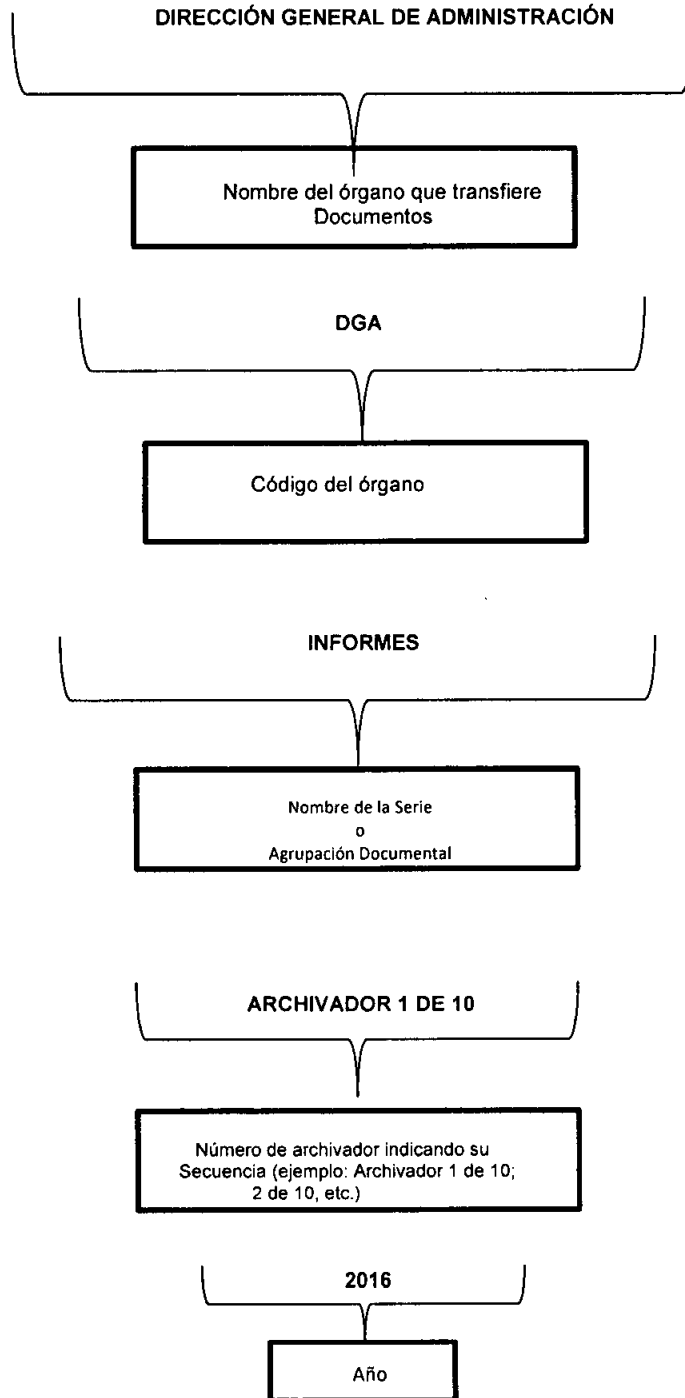 DIRECCIÓN GENERAL DE ADMINISTRACIÓN
Nombre del órgano que transfiere
Documentos
DGA
Código del órgano
INFORMES
Nombre de la Serie
o
Agrupación Documental
ARCHIVADOR 1 DE 10
Número de archivador indicando su
Secuencia (ejemplo: Archivador 1 de 10;
2 de 10, etc.)
2016
Año